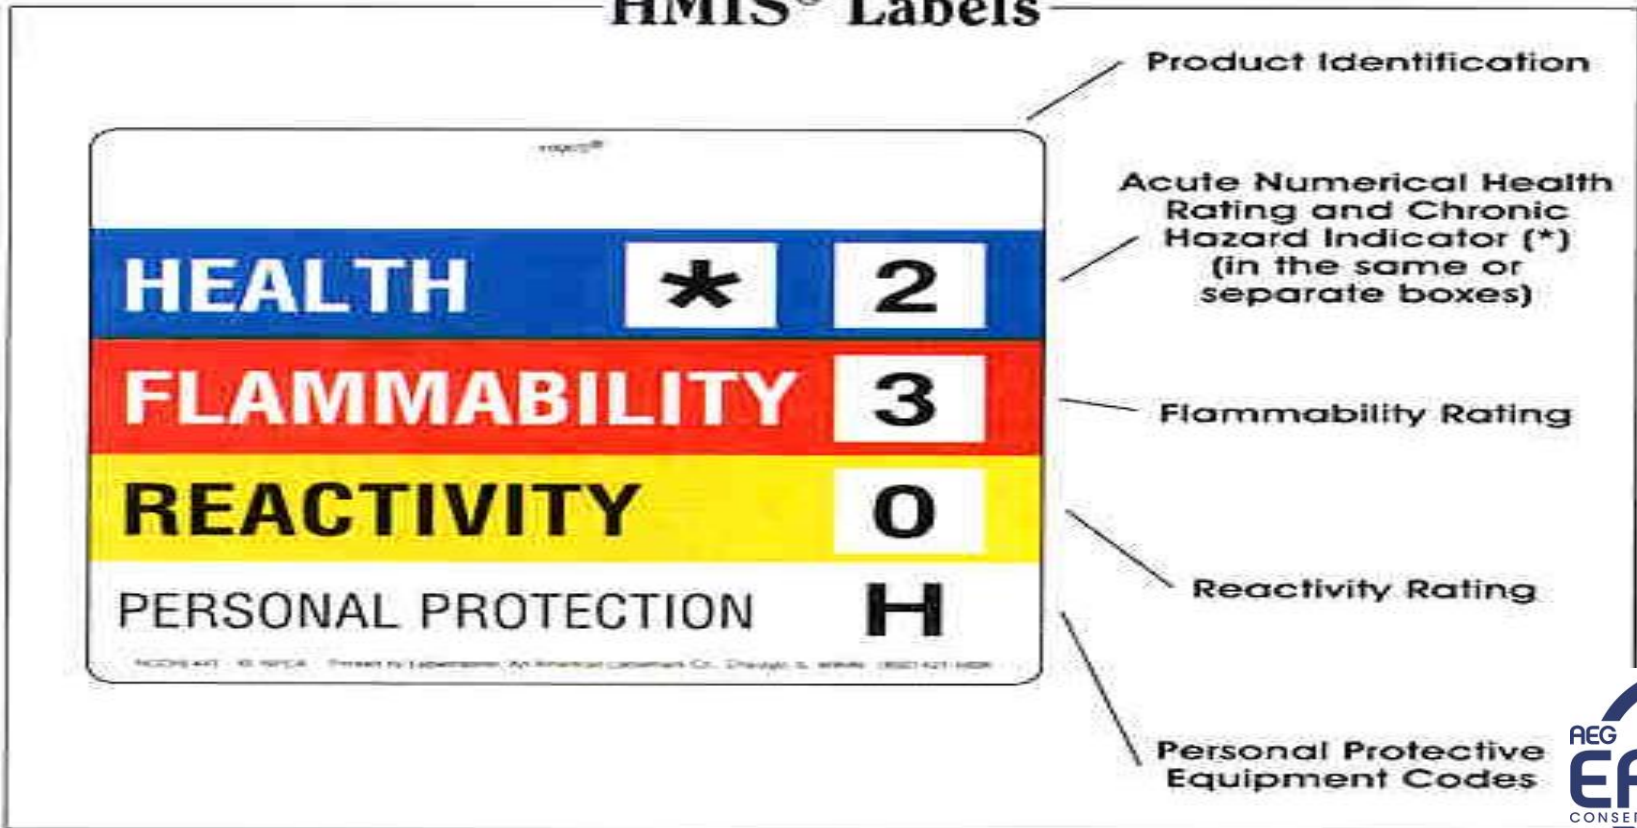 HMIS® Labels
Product Identification
Acute Numerical Health
Rating and Chronic
Hazard Indicator (*)
(in the same or
separate boxes)
HEALTH * 2
FLAMMABILITY 3
Flammability Rating
REACTIVITY 0
Reactivity Rating
PERSONAL PROTECTION H
Personal Protective
Equipment Codes
AEG